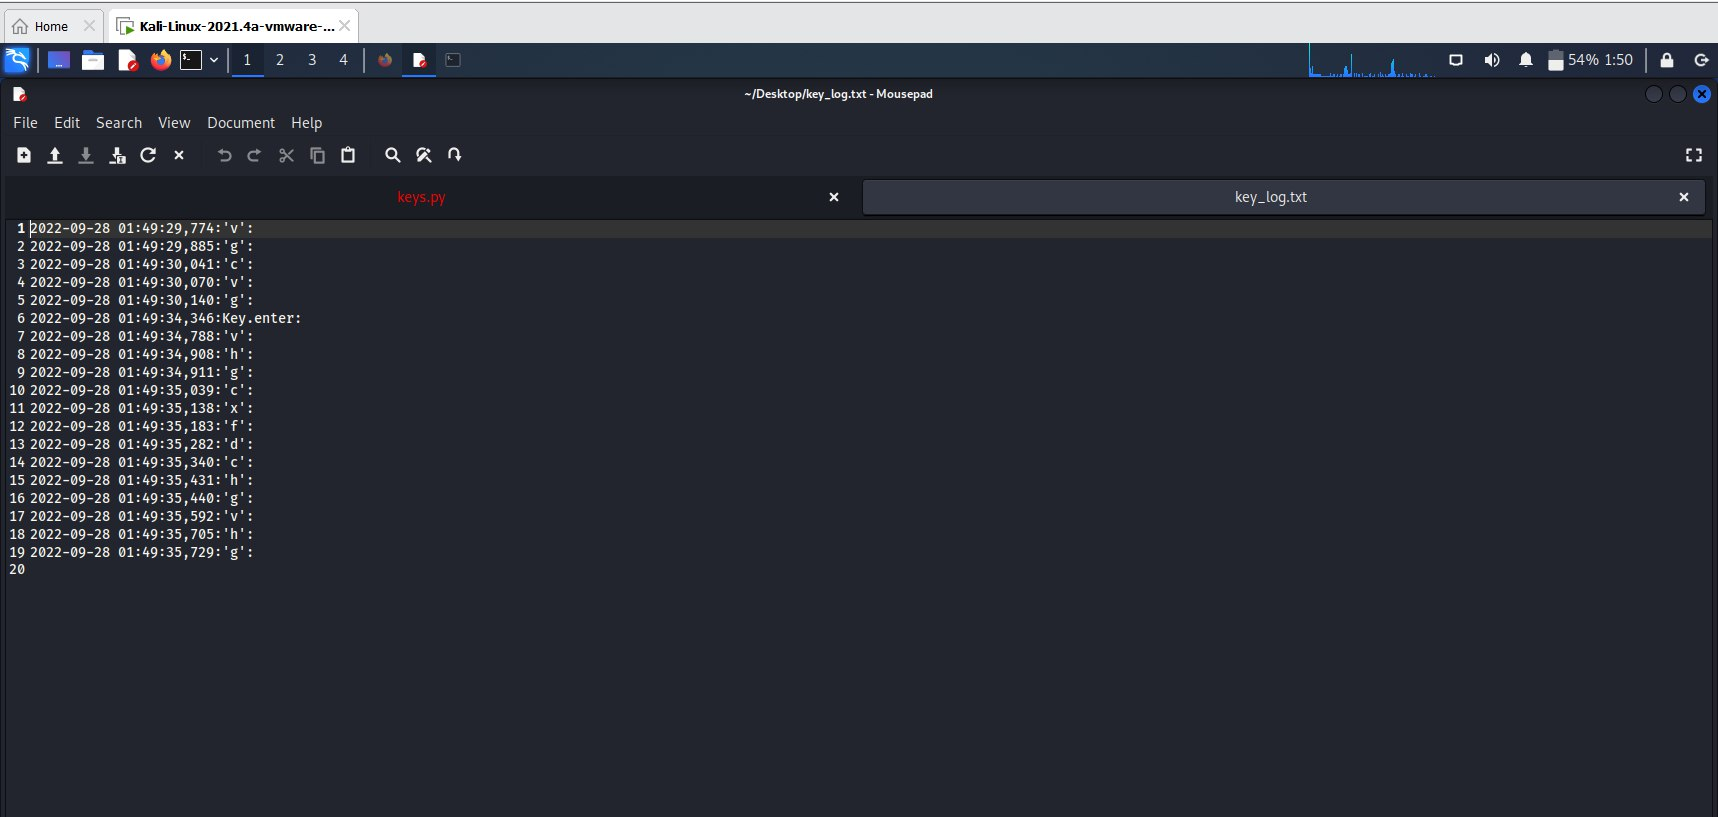 Home
Kali-Linux-2021.4a-vmware-...
1 2 3 4 54% 1:50
~/Desktop/key_log.txt - Mousepad
File Edit Search View Document Help
keys.py key_log.txt
1 2022-09-28 01:49:29,774:'v':
2 2022-09-28 01:49:29,885:'g':
3 2022-09-28 01:49:30,041:'c':
4 2022-09-28 01:49:30,070:'v':
5 2022-09-28 01:49:30,140:'g':
6 2022-09-28 01:49:34,346:Key.enter:
7 2022-09-28 01:49:34,788:'v':
8 2022-09-28 01:49:34,908:'h':
9 2022-09-28 01:49:34,911:'g':
10 2022-09-28 01:49:35,039:'c':
11 2022-09-28 01:49:35,138:'x':
12 2022-09-28 01:49:35,183:'f':
13 2022-09-28 01:49:35,282:'d':
14 2022-09-28 01:49:35,340:'c':
15 2022-09-28 01:49:35,431:'h':
16 2022-09-28 01:49:35,440:'g':
17 2022-09-28 01:49:35,592:'v':
18 2022-09-28 01:49:35,705:'h':
19 2022-09-28 01:49:35,729:'g':
20